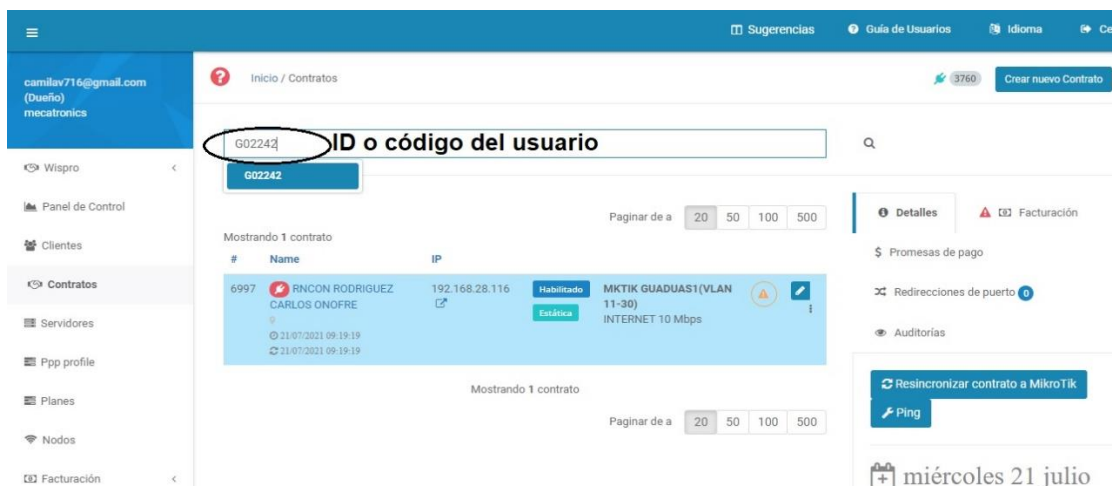 Sugerencias
Guía de Usuarios
Idioma
Ce
camilav716@gmail.com
(Dueño)
mecatronics
Inicio / Contratos
3760
Crear nuevo Contrato
G02242
ID o código del usuario
G02242
Wispro
Panel de Control
Clientes
Contratos
Servidores
Ppp profile
Planes
Nodos
Facturación
Paginar de a 20 50 100 500
Mostrando 1 contrato
# Name IP
6997 RNCON RODRIGUEZ 192.168.28.116 Habilitado MKTIK GUADUAS1(VLAN
CARLOS ONOFRE Estática 11-30)
INTERNET 10 Mbps
21/07/2021 09:19:19
21/07/2021 09:19:19
Mostrando 1 contrato
Paginar de a 20 50 100 500
Detalles
Facturación
$ Promesas de pago
Redirecciones de puerto 0
Auditorías
Resincronizar contrato a MikroTik
Ping
miércoles 21 julio